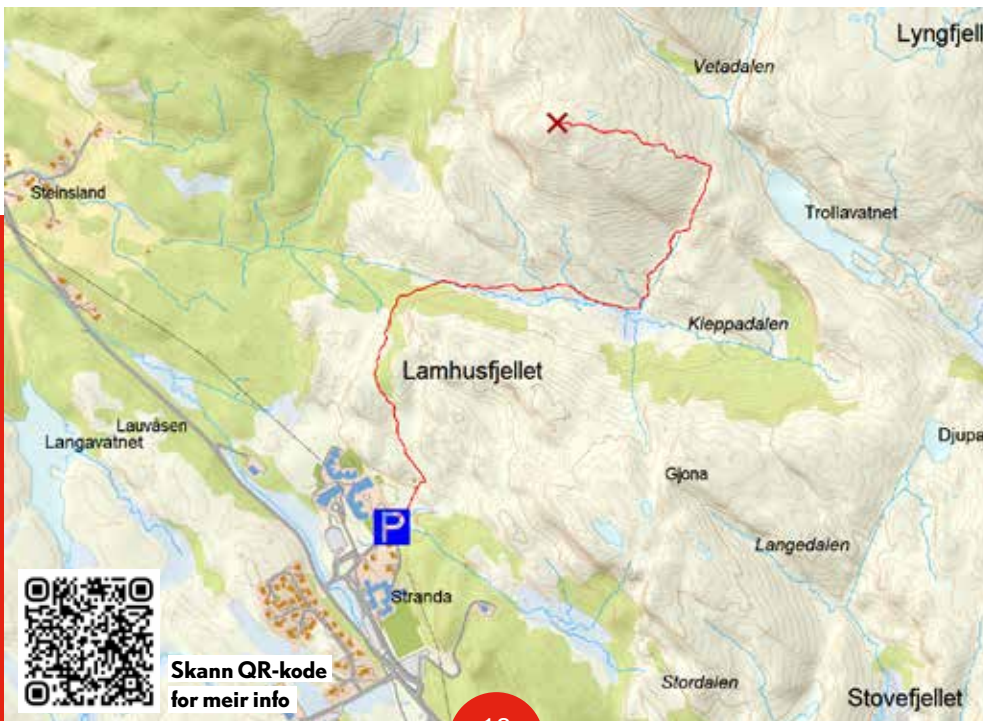 Lyngfjell
Vetadalen
Steinsland
Trollavatnet
Kieppadalen
Lamhusfjellet
Lauvåsen
Langavatnet
Djupa
Gjona
P
Langedalen
Stranda
Skann QR-kode
for meir info
Stordalen
Stovefjellet